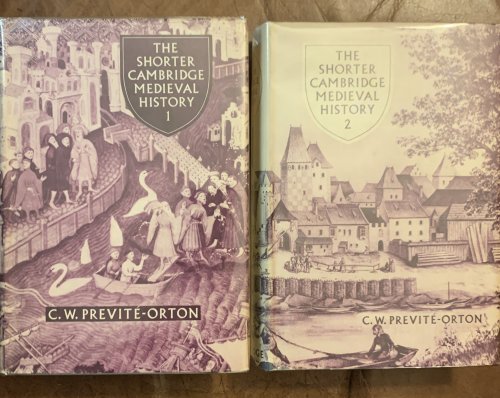 THE
SHORTER
CAMBRIDGE
MEDIEVAL
HISTORY
1
C. W. PREVITÉ-ORTON
THE
SHORTER
CAMBRIDGE
MEDIEVAL
HISTORY
2
C. W. PREVITÉ-ORTON